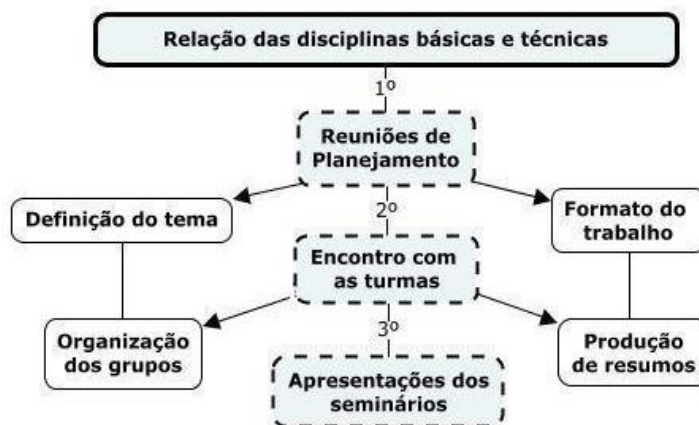 Relação das disciplinas básicas e técnicas
1º
Reuniões de
Planejamento
Definição do tema
2º
Formato do
trabalho
Encontro com
as turmas
Organização
dos grupos
3º
Produção
de resumos
Apresentações dos
seminários